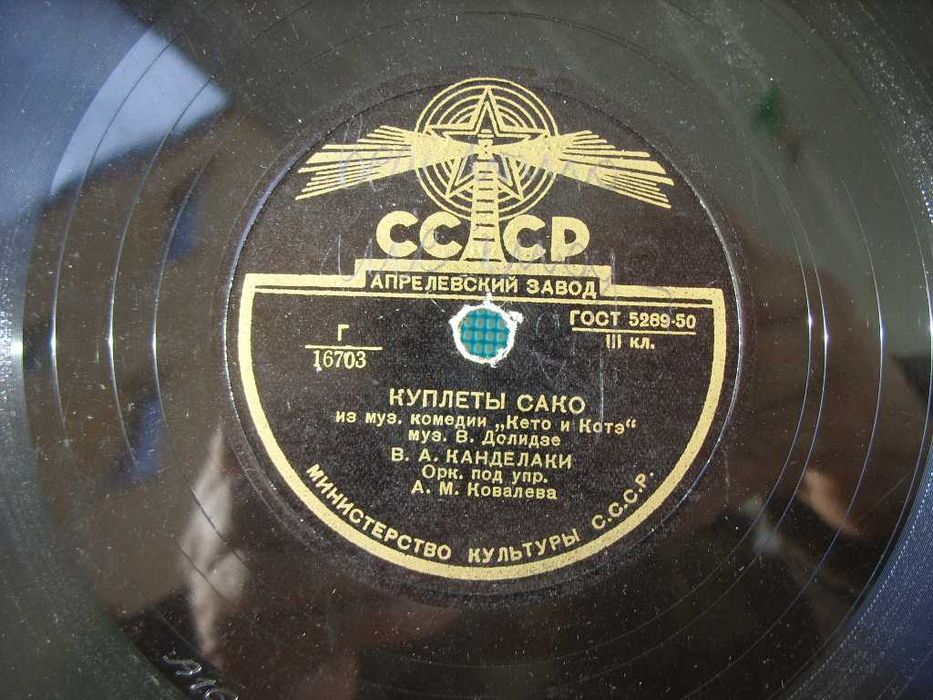 СССР
АПРЕЛЕВСКИЙ ЗАВОД
Г
16703
ГОСТ 5289-50
III кл.
КУПЛЕТЫ САКО
из муз. комедии „Кето и Котэ“
муз. В. Долидзе
В. А. КАНДЕЛАКИ
Орк. под упр.
А. М. Ковалева
МИНИСТЕРСТВО КУЛЬТУРЫ С.С.С.Р.